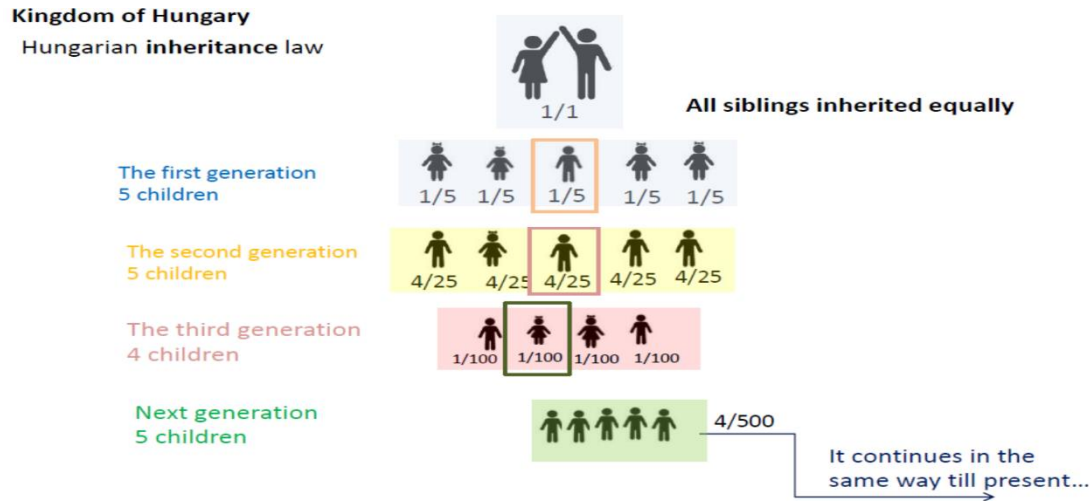 Kingdom of Hungary
Hungarian inheritance law
1/1
All siblings inherited equally
The first generation
5 children
1/5 1/5 1/5 1/5 1/5
The second generation
5 children
4/25 4/25 4/25 4/25 4/25
The third generation
4 children
1/100 1/100 1/100 1/100
Next generation
5 children
4/500
It continues in the
same way till present...